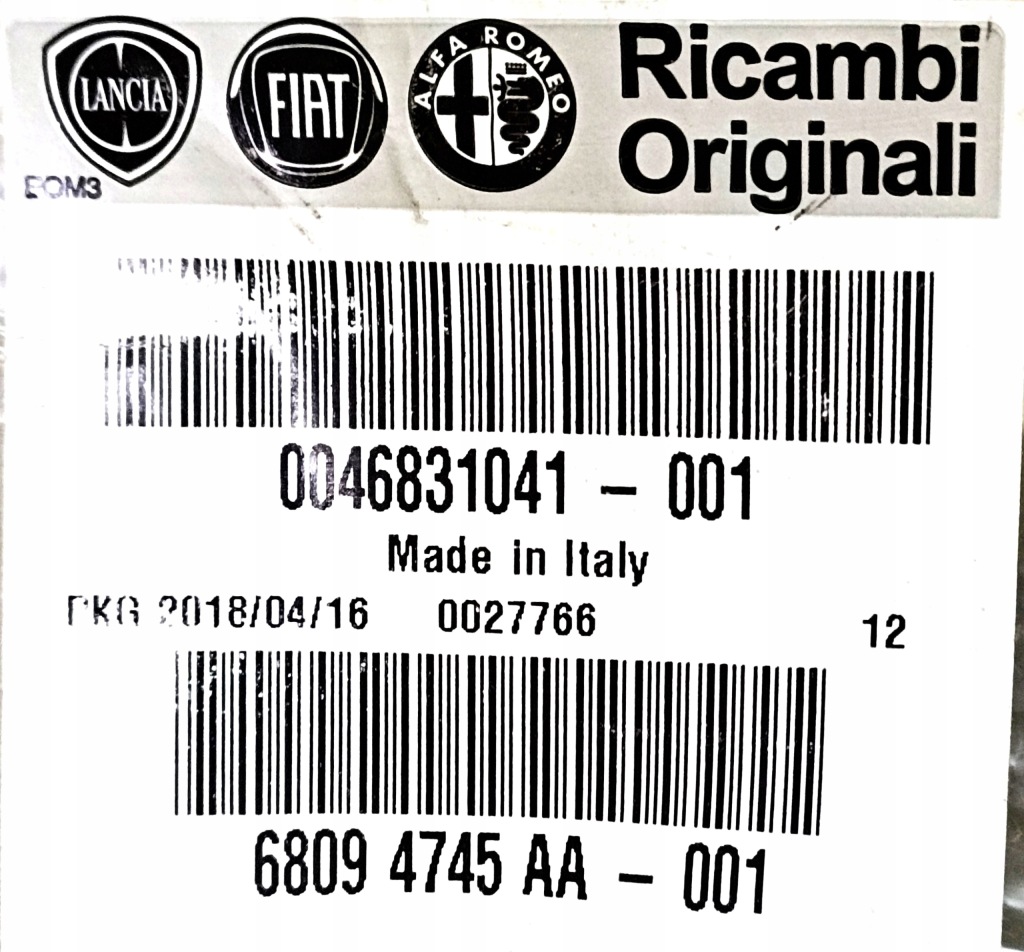 LANCIA FIAT ALFA ROMEO Ricambi
Originali
EOM3
0046831041 - 001
Made in Italy
PKG 2018/04/16 0027766 12
6809 4745 AA - 001